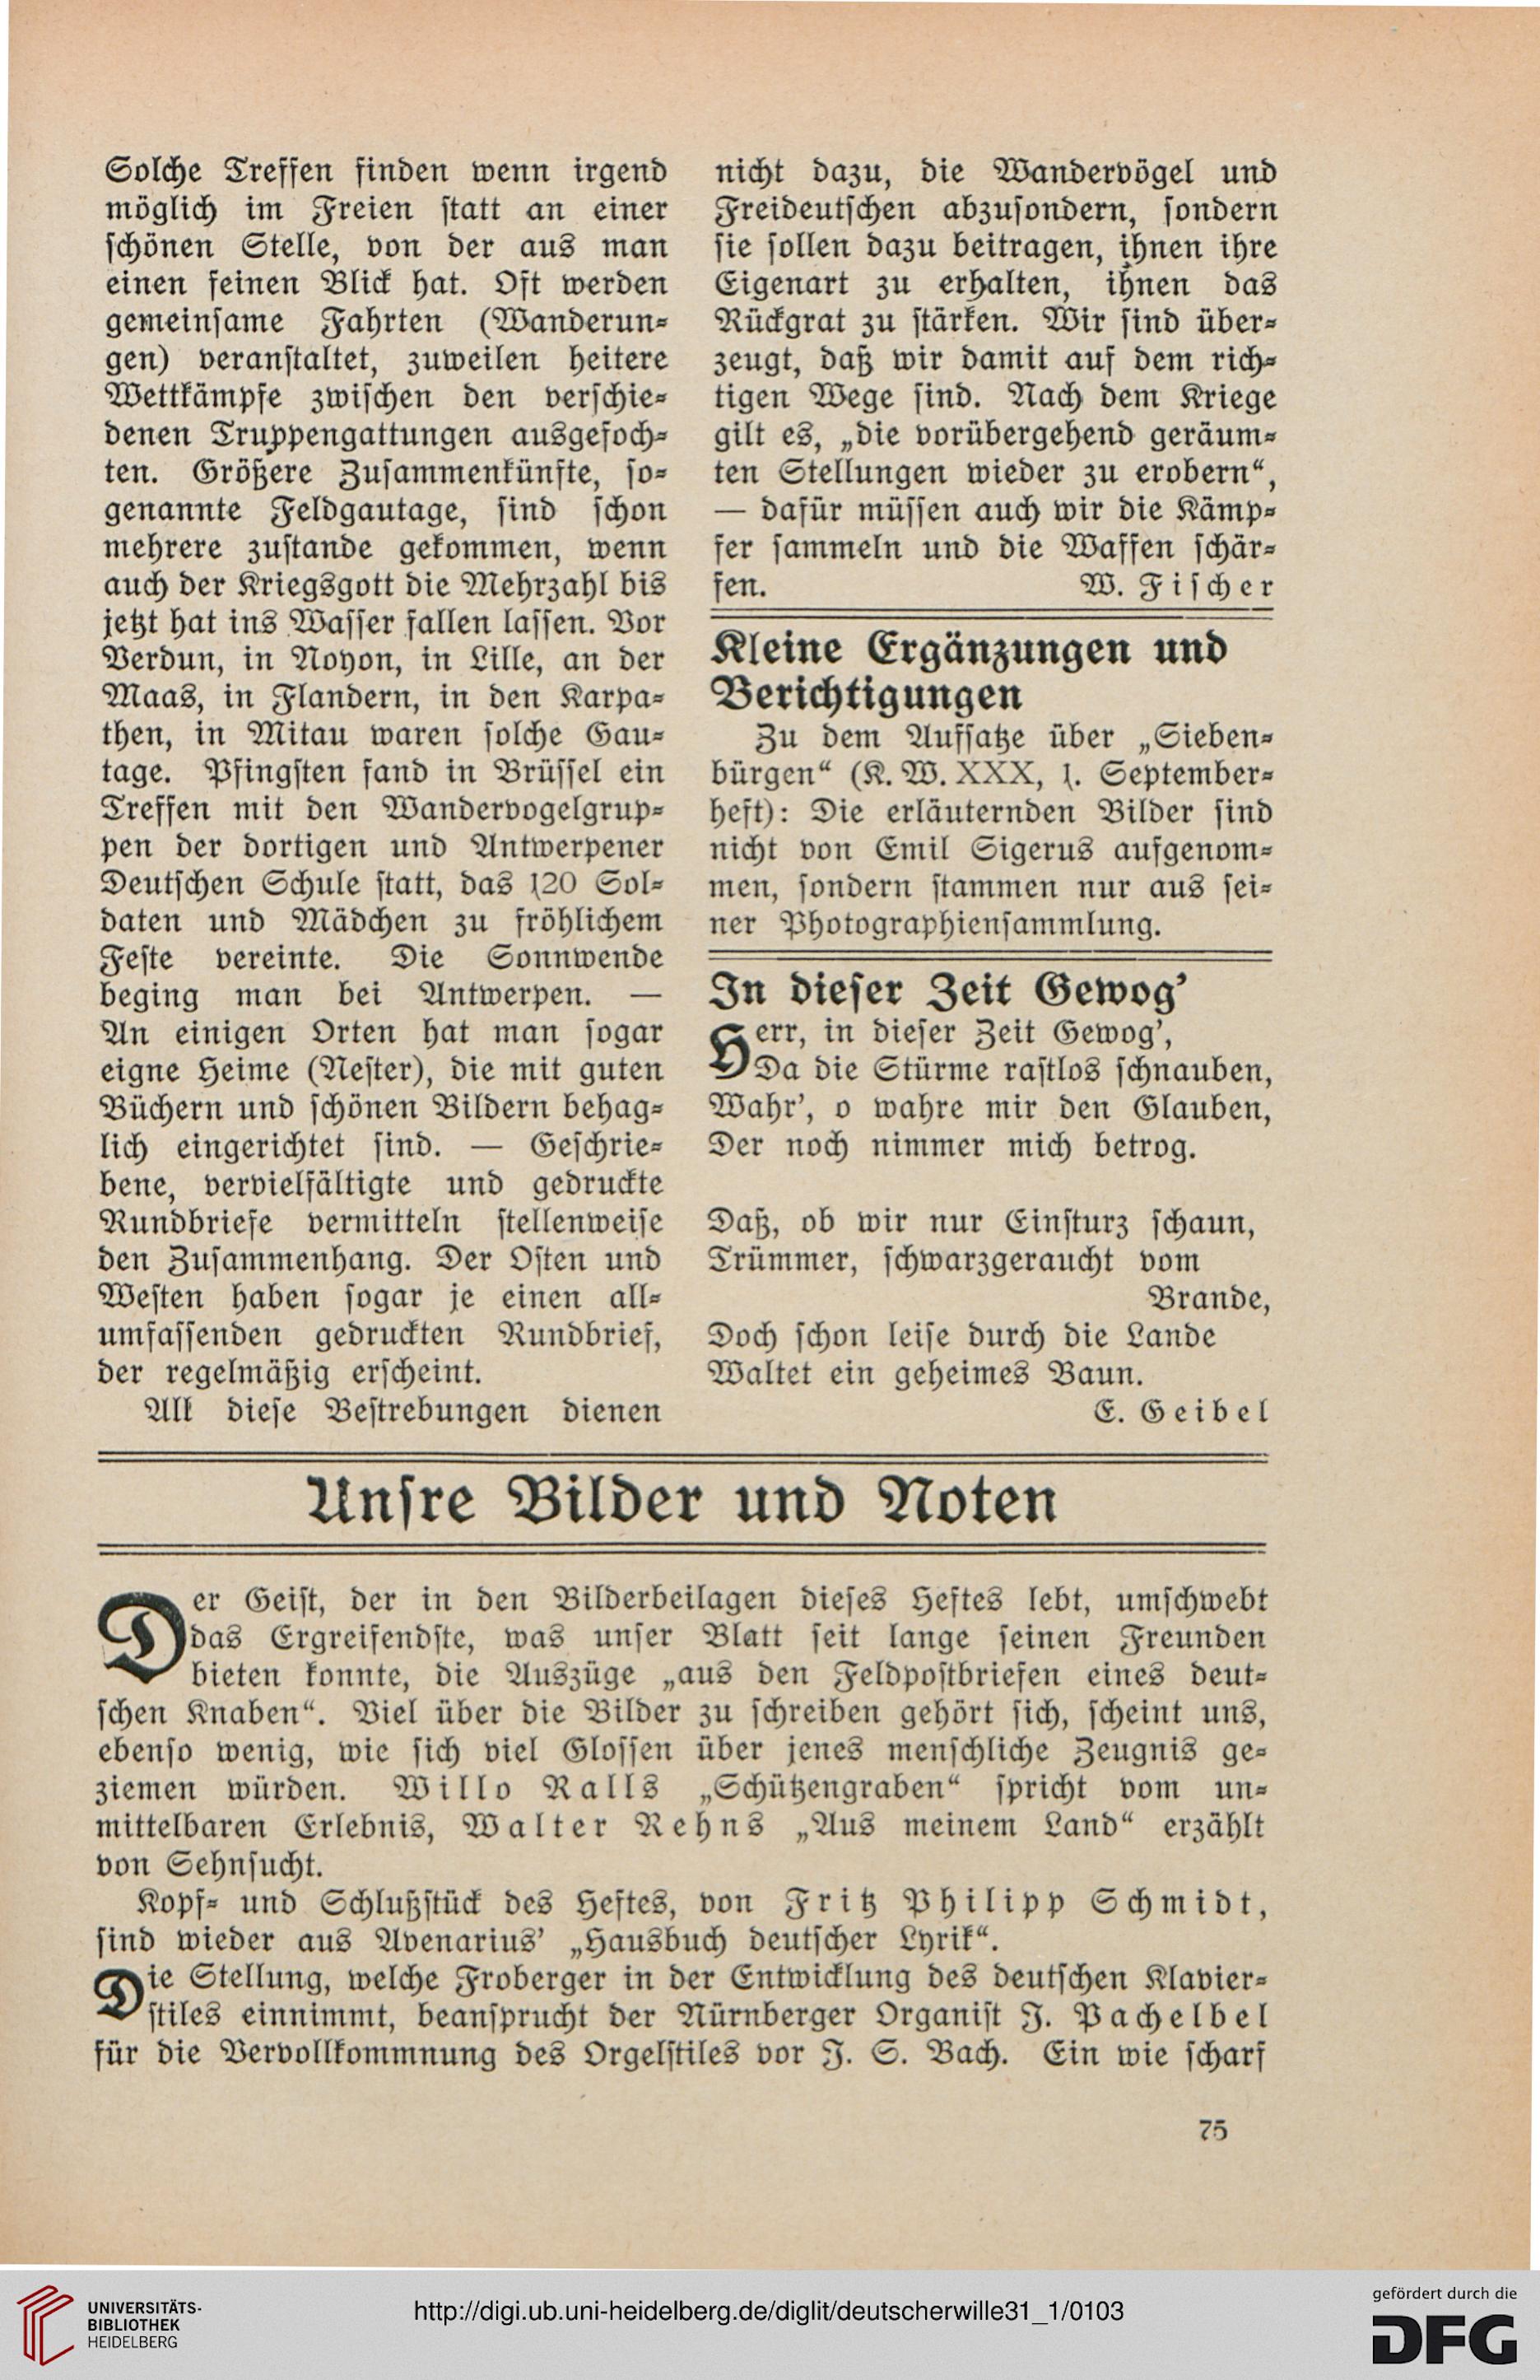 Solche Treffen finden wenn irgend
möglich im Freien statt an einer
schönen Stelle, von der aus man
einen feinen Blick hat. Oft werden
gemeinsame Fahrten (Wanderun-
gen) veranstaltet, zuweilen heitere
Wettkämpfe zwischen den verschie-
denen Truppengattungen ausgefoch-
ten. Größere Zusammenkünfte, so-
genannte Feldgautage, sind schon
mehrere zustande gekommen, wenn
auch der Kriegsgott die Mehrzahl bis
jetzt hat ins Wasser fallen lassen. Vor
Verdun, in Noyon, in Lille, an der
Maas, in Flandern, in den Karpa-
then, in Mitau waren solche Gau-
tage. Pfingsten fand in Brüssel ein
Treffen mit den Wandervogelgrup-
pen der dortigen und Antwerpener
Deutschen Schule statt, das 120 Sol-
daten und Mädchen zu fröhlichem
Feste vereinte. Die Sonnwende
beging man bei Antwerpen. —
An einigen Orten hat man sogar
eigne Heime (Nester), die mit guten
Büchern und schönen Bildern behag-
lich eingerichtet sind. — Geschrie-
bene, vervielfältigte und gedruckte
Rundbriefe vermitteln stellenweise
den Zusammenhang. Der Osten und
Westen haben sogar je einen all-
umfassenden gedruckten Rundbrief,
der regelmäßig erscheint.
All diese Bestrebungen dienen
nicht dazu, die Wandervögel und
Freideutschen abzusondern, sondern
sie sollen dazu beitragen, ihnen ihre
Eigenart zu erhalten, ihnen das
Rückgrat zu stärken. Wir sind über-
zeugt, daß wir damit auf dem rich-
tigen Wege sind. Nach dem Kriege
gilt es, „die vorübergehend geräum-
ten Stellungen wieder zu erobern“,
— dafür müssen auch wir die Kämp-
fer sammeln und die Waffen schär-
fen. W. Fischer
Kleine Ergänzungen und
Berichtigungen
Zu dem Aufsatze über „Sieben-
bürgen“ (K. W. XXX, 1. September-
heft): Die erläuternden Bilder sind
nicht von Emil Sigerus aufgenom-
men, sondern stammen nur aus sei-
ner Photographiensammlung.
In dieser Zeit Gewog’
Herr, in dieser Zeit Gewog’,
Da die Stürme rastlos schnauben,
Wahr’, o wahre mir den Glauben,
Der noch nimmer mich betrog.
Daß, ob wir nur Einsturz schaun,
Trümmer, schwarzgeraucht vom
Brande,
Doch schon leise durch die Lande
Waltet ein geheimes Baun.
E. Geibel
Unsre Bilder und Noten
Der Geist, der in den Bilderbeilagen dieses Heftes lebt, umschwebt
das Ergreifendste, was unser Blatt seit lange seinen Freunden
bieten konnte, die Auszüge „aus den Feldpostbriefen eines deut-
schen Knaben“. Viel über die Bilder zu schreiben gehört sich, scheint uns,
ebenso wenig, wie sich viel Glossen über jenes menschliche Zeugnis ge-
ziemen würden. Willo Ralls „Schützengraben“ spricht vom un-
mittelbaren Erlebnis, Walter Rehns „Aus meinem Land“ erzählt
von Sehnsucht.
Kopf- und Schlußstück des Heftes, von Fritz Philipp Schmidt,
sind wieder aus Avenarius’ „Hausbuch deutscher Lyrik“.
Die Stellung, welche Froberger in der Entwicklung des deutschen Klavier-
stiles einnimmt, beansprucht der Nürnberger Organist J. Pachelbel
für die Vervollkommnung des Orgelstiles vor J. S. Bach. Ein wie scharf
75
UNIVERSITÄTS-
BIBLIOTHEK
HEIDELBERG
http://digi.ub.uni-heidelberg.de/diglit/deutscherwille31_1/0103
gefördert durch die
DFG